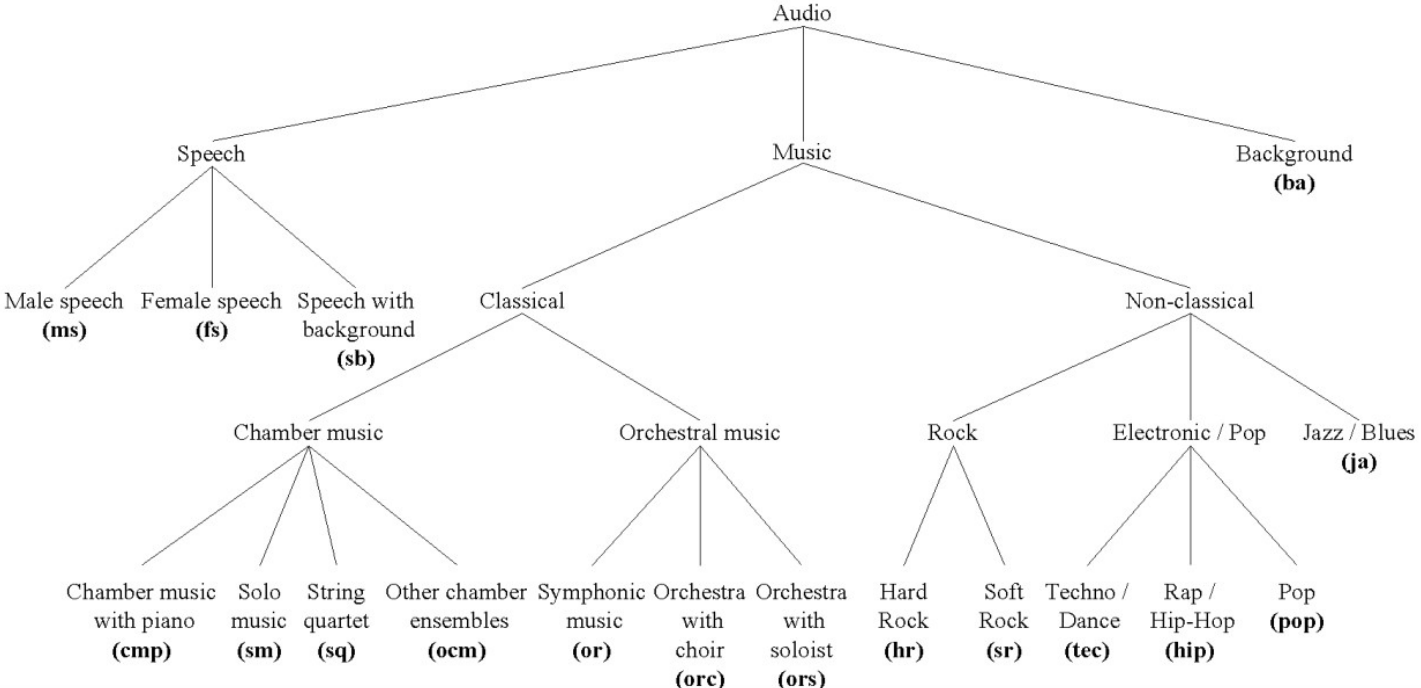 Audio
Speech
Music
Background
(ba)
Male speech
(ms)
Female speech
(fs)
Speech with
background
(sb)
Classical
Non-classical
Chamber music
Orchestral music
Rock
Electronic / Pop
Jazz / Blues
(ja)
Chamber music
with piano
(cmp)
Solo
music
(sm)
String
quartet
(sq)
Other chamber
ensembles
(ocm)
Symphonic
music
(or)
Orchestra
with
choir
(orc)
Orchestra
with
soloist
(ors)
Hard
Rock
(hr)
Soft
Rock
(sr)
Techno /
Dance
(tec)
Rap /
Hip-Hop
(hip)
Pop
(pop)